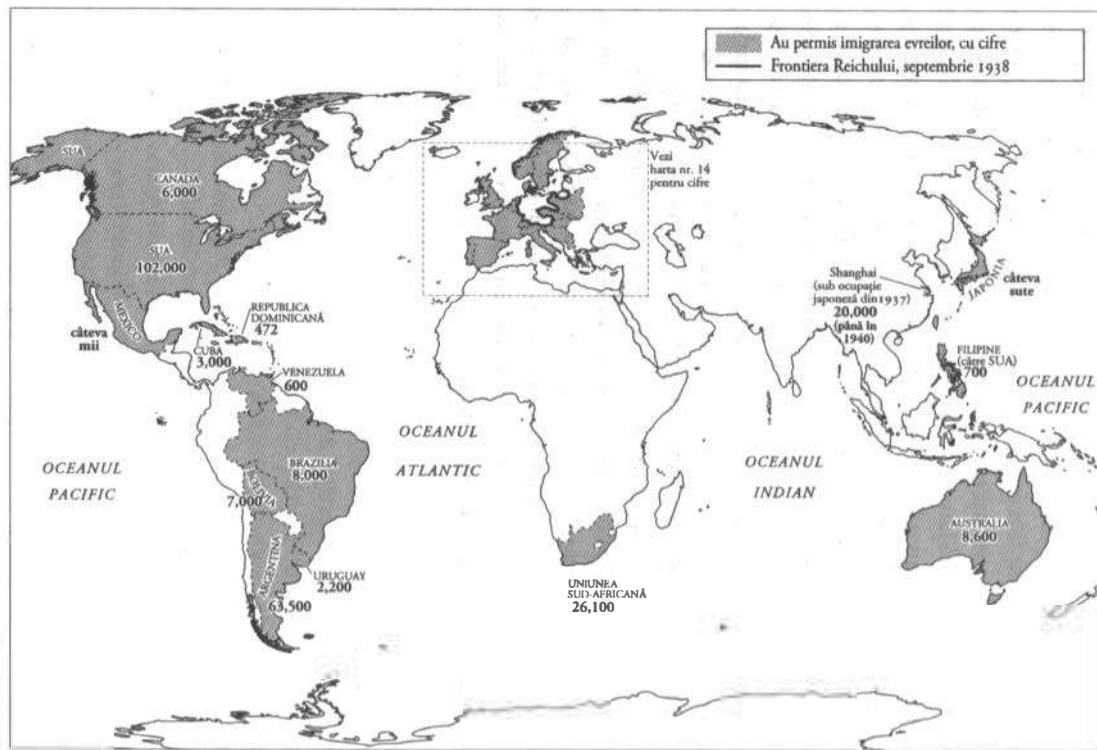 Au permis imigrarea evreilor, cu cifre
Frontiera Reichului, septembrie 1938
SUA
CANADA
6,000
SUA
102,000
MEXICO
câteva
mii
REPUBLICA
DOMINICANĂ
472
CUBA
3,000
VENEZUELA
600
Vezi
harta nr. 14
pentru cifre
Shanghai
(sub ocupație
japoneză din 1937)
20,000
(până în
1940)
JAPONIA
câteva
sute
FILIPINE
(către SUA)
700
OCEANUL
PACIFIC
OCEANUL
ATLANTIC
OCEANUL
PACIFIC
OCEANUL
INDIAN
BRAZILIA
8,000
BOLIVIA
7,000
ARGENTINA
63,500
URUGUAY
2,200
UNIUNEA
SUD-AFRICANĂ
26,100
AUSTRALIA
8,600